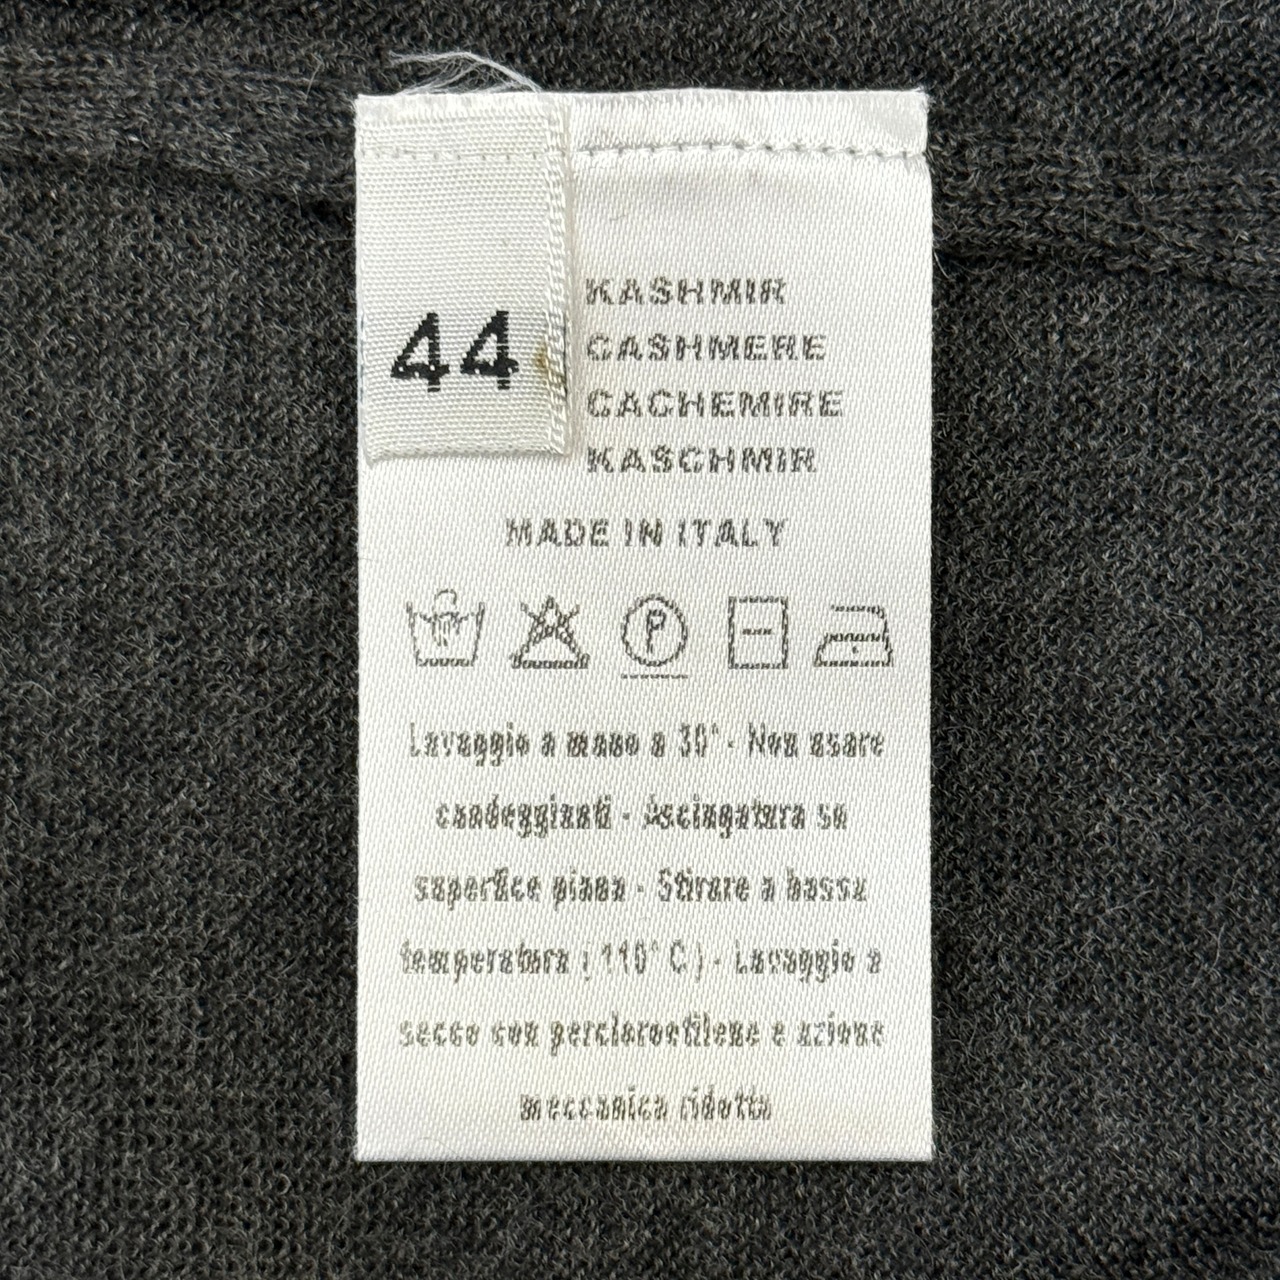 44
KASHMIR
CASHMERE
CACHEMIRE
KASCHMIR
MADE IN ITALY
P
Lavaggio a mano a 30° - Non usare
candeggianti - Asciugatura su
superfice piana - Stirare a bassa
temperatura (110° C) - Lavaggio a
secco con percloroetilene e azione
meccanica ridotta